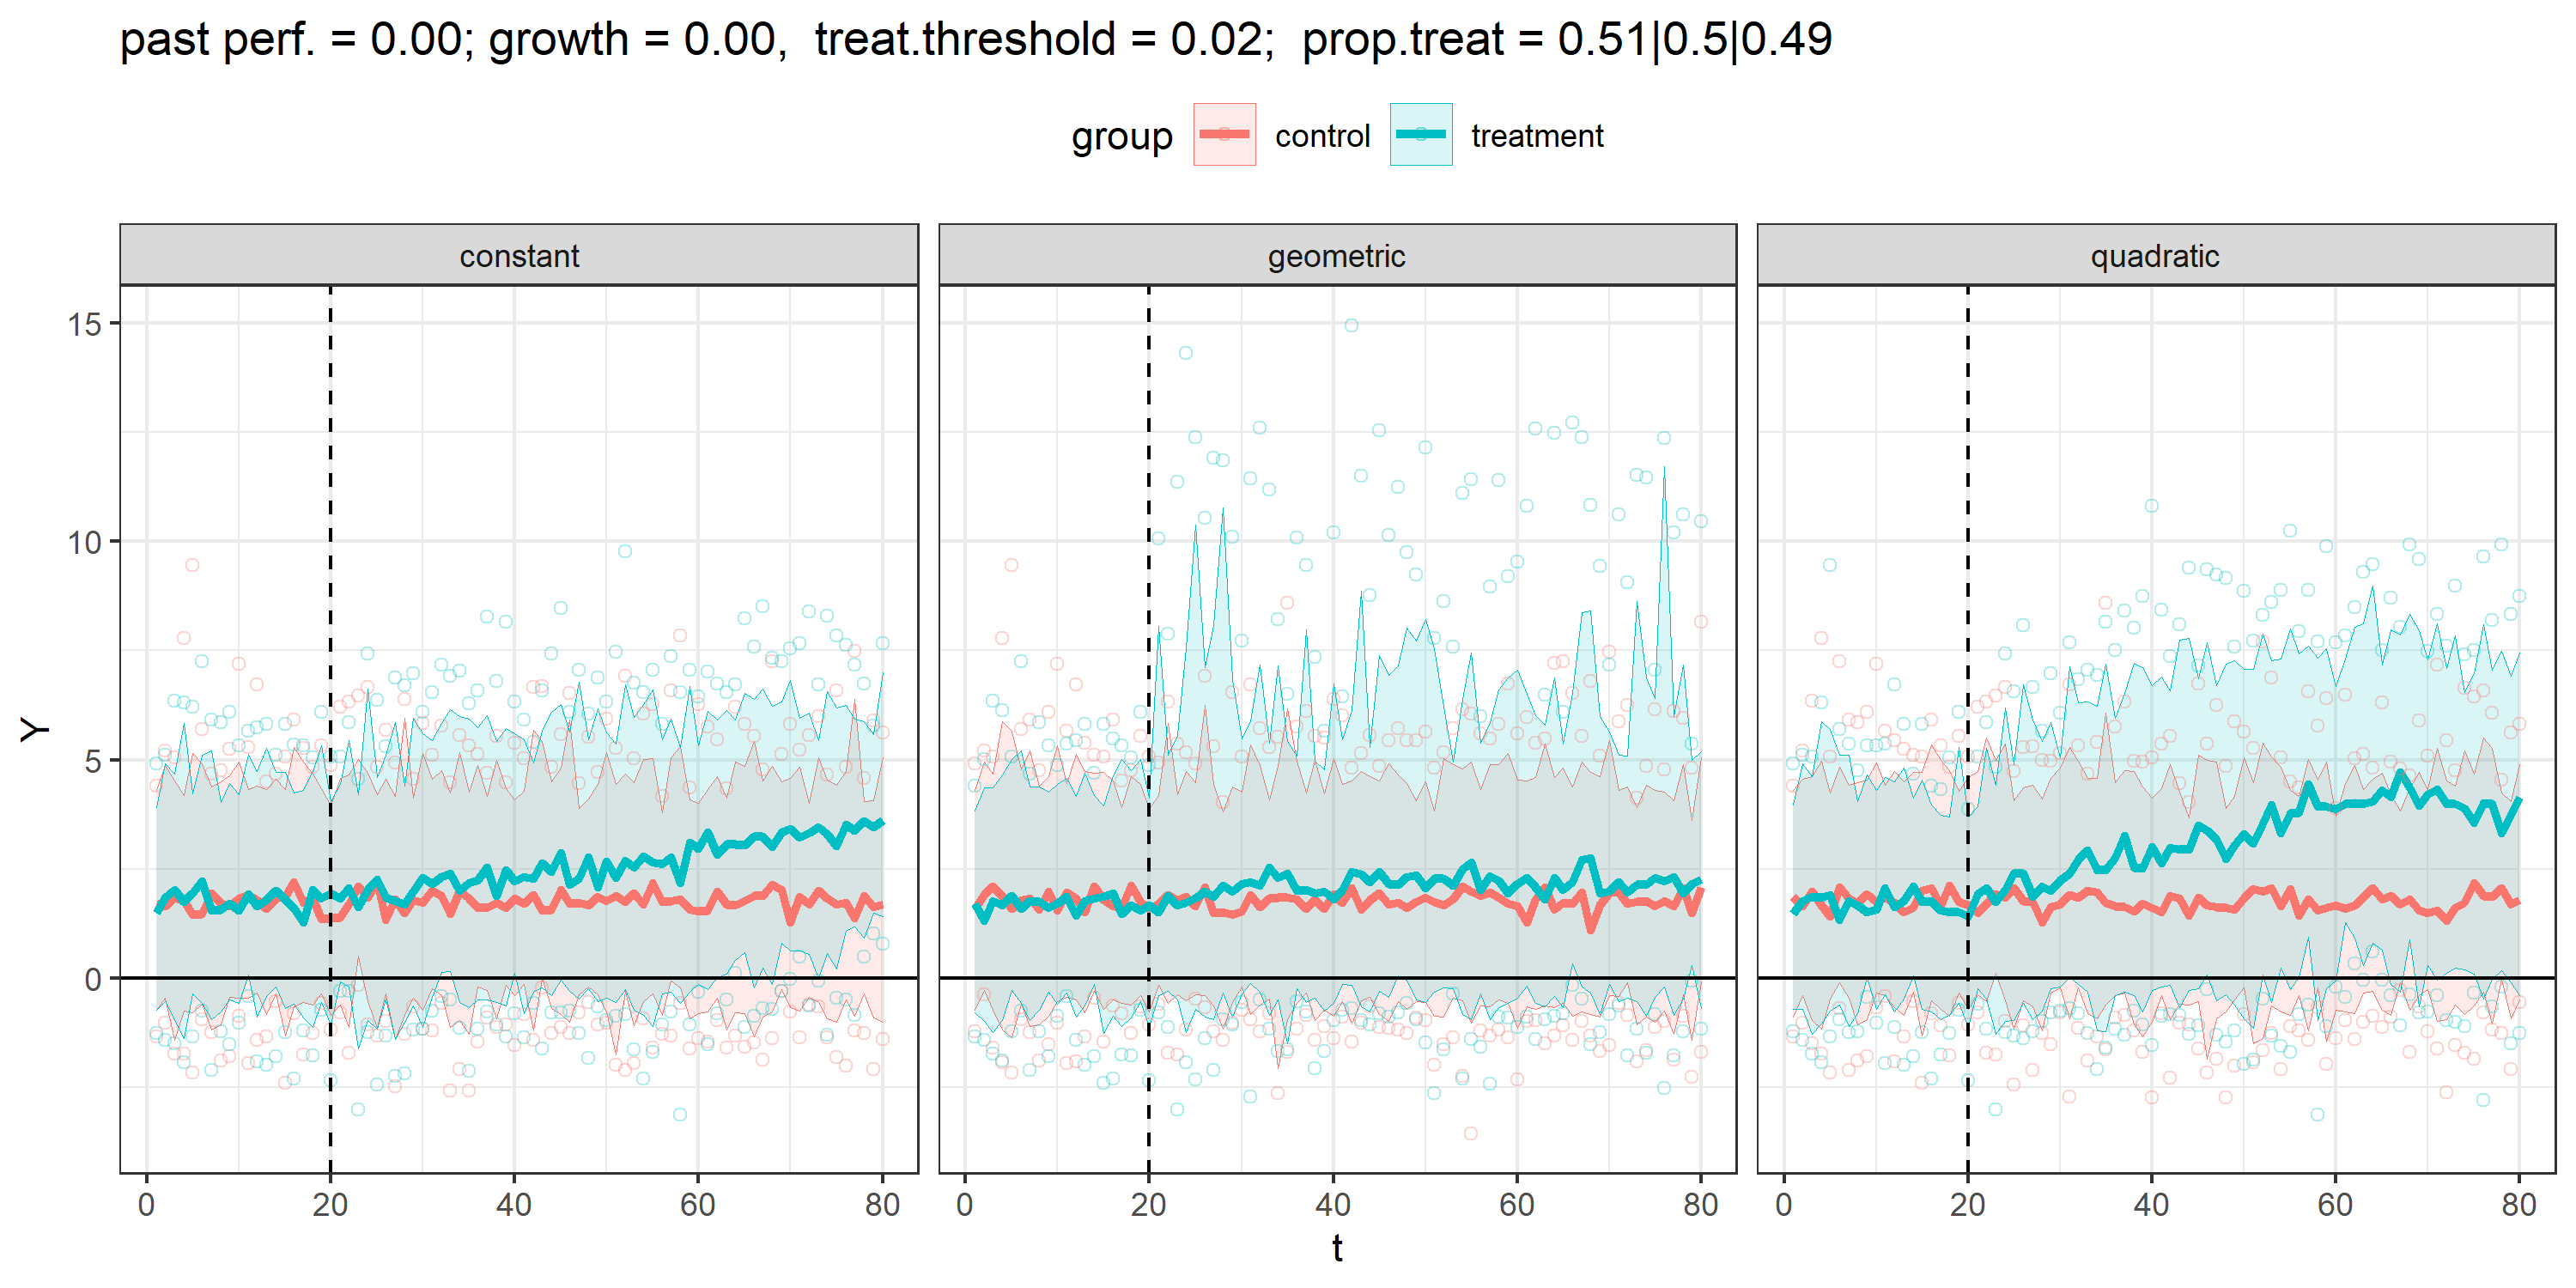 past perf. = 0.00; growth = 0.00,  treat.threshold = 0.02;  prop.treat = 0.51|0.5|0.49
group control treatment
constant geometric quadratic
15
10
5
0
Y
0 20 40 60 80 0 20 40 60 80 0 20 40 60 80
t